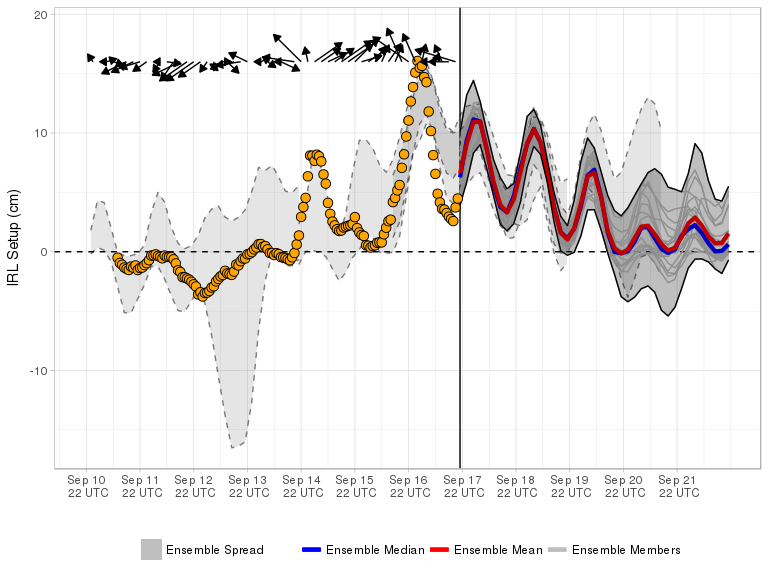 20
10
0
-10
IRL Setup (cm)
Sep 10 Sep 11 Sep 12 Sep 13 Sep 14 Sep 15 Sep 16 Sep 17 Sep 18 Sep 19 Sep 20 Sep 21
22 UTC 22 UTC 22 UTC 22 UTC 22 UTC 22 UTC 22 UTC 22 UTC 22 UTC 22 UTC 22 UTC 22 UTC
Ensemble Spread Ensemble Median Ensemble Mean Ensemble Members